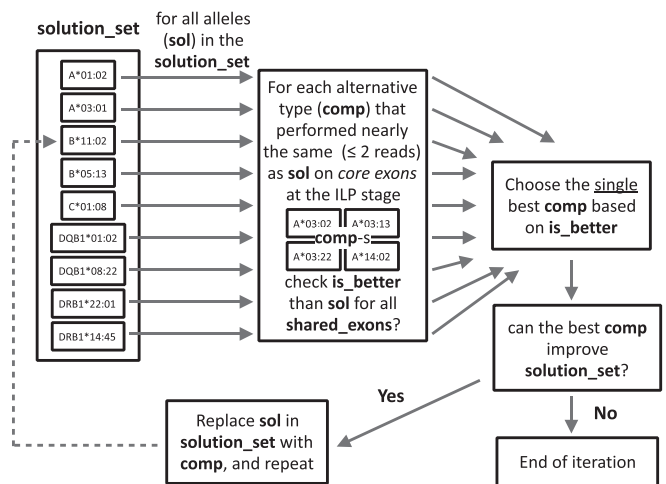 solution_set
for all alleles
(sol) in the
solution_set
A*01:02
A*03:01
B*11:02
B*05:13
C*01:08
DQB1*01:02
DQB1*08:22
DRB1*22:01
DRB1*14:45
For each alternative
type (comp) that
performed nearly
the same (≤ 2 reads)
as sol on core exons
at the ILP stage
A*03:02 A*03:13
comp-s
A*03:22 A*14:02
check is_better
than sol for all
shared_exons?
Choose the single
best comp based
on is_better
can the best comp
improve
solution_set?
Yes
No
Replace sol in
solution_set with
comp, and repeat
End of iteration